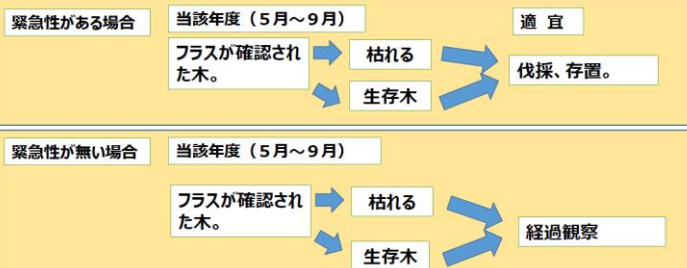 緊急性がある場合
当該年度（５月～９月）
適 宜
フラスが確認され
た木。
枯れる
生存木
伐採、存置。
緊急性が無い場合
当該年度（５月～９月）
フラスが確認され
た木。
枯れる
生存木
経過観察